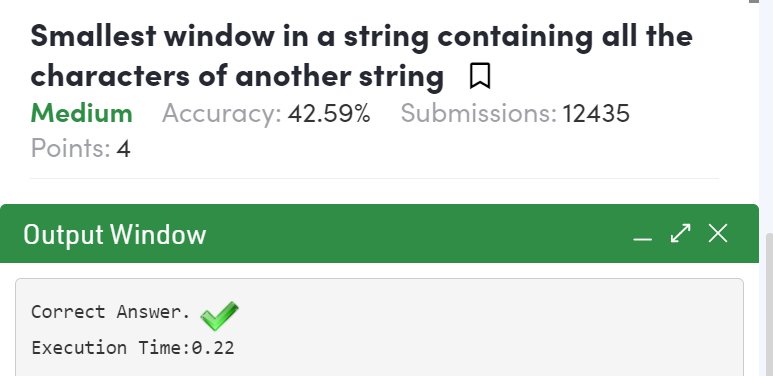 Smallest window in a string containing all the
characters of another string
Medium Accuracy: 42.59% Submissions: 12435
Points: 4
Output Window
Correct Answer.
Execution Time:0.22